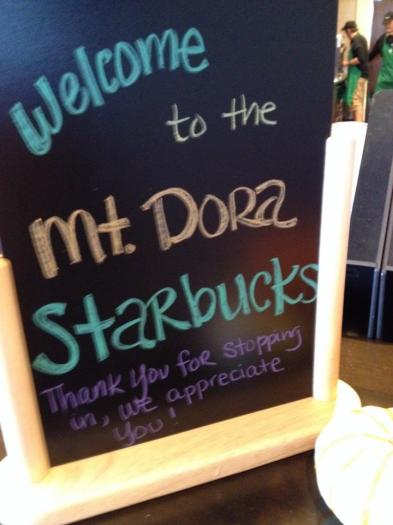 Welcome
to the
Mt. DORA
Starbucks
Thank You for stopping
in, we appreciate
you!